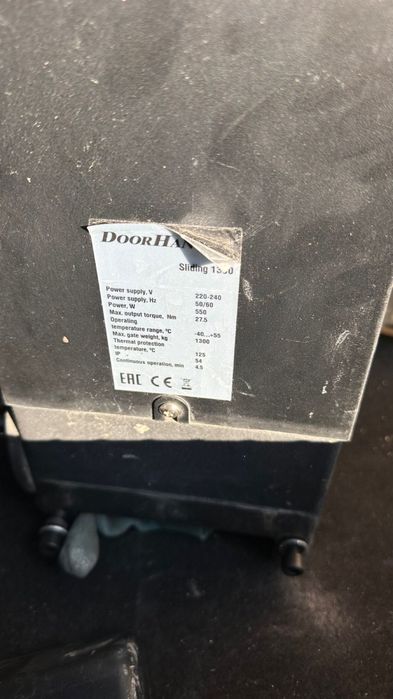 DOORHAN
Sliding 1300
Power supply, V 220-240
Power supply, Hz 50/60
Power, W 550
Max. output torque, Nm 27.5
Operating
temperature range, °C -40...+55
Max. gate weight, kg 1300
Thermal protection
temperature, °C 125
IP 54
Continuous operation, min 4.5
EAC CE